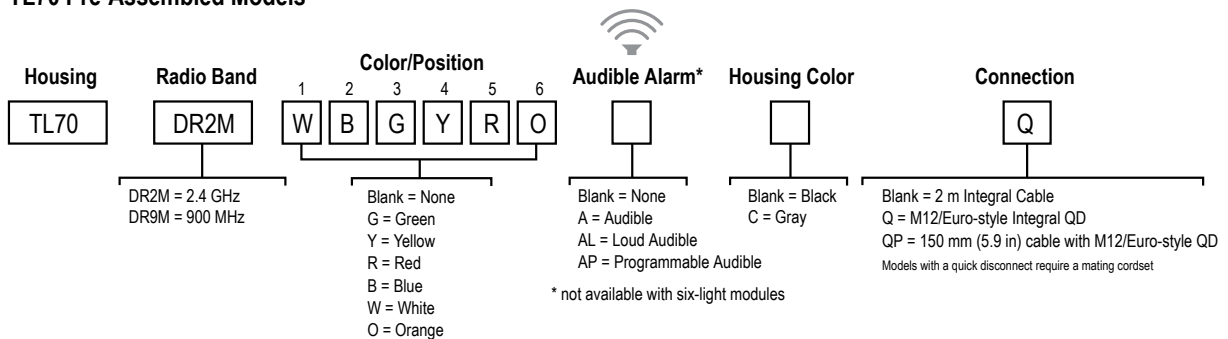 TL70 Pre-Assembled Models
Housing
Radio Band
Color/Position
Audible Alarm*
Housing Color
Connection
1 2 3 4 5 6
TL70
DR2M
W B G Y R O
Q
DR2M = 2.4 GHz
DR9M = 900 MHz
Blank = None
G = Green
Y = Yellow
R = Red
B = Blue
W = White
O = Orange
Blank = None
A = Audible
AL = Loud Audible
AP = Programmable Audible
* not available with six-light modules
Blank = Black
C = Gray
Blank = 2 m Integral Cable
Q = M12/Euro-style Integral QD
QP = 150 mm (5.9 in) cable with M12/Euro-style QD
Models with a quick disconnect require a mating cordset